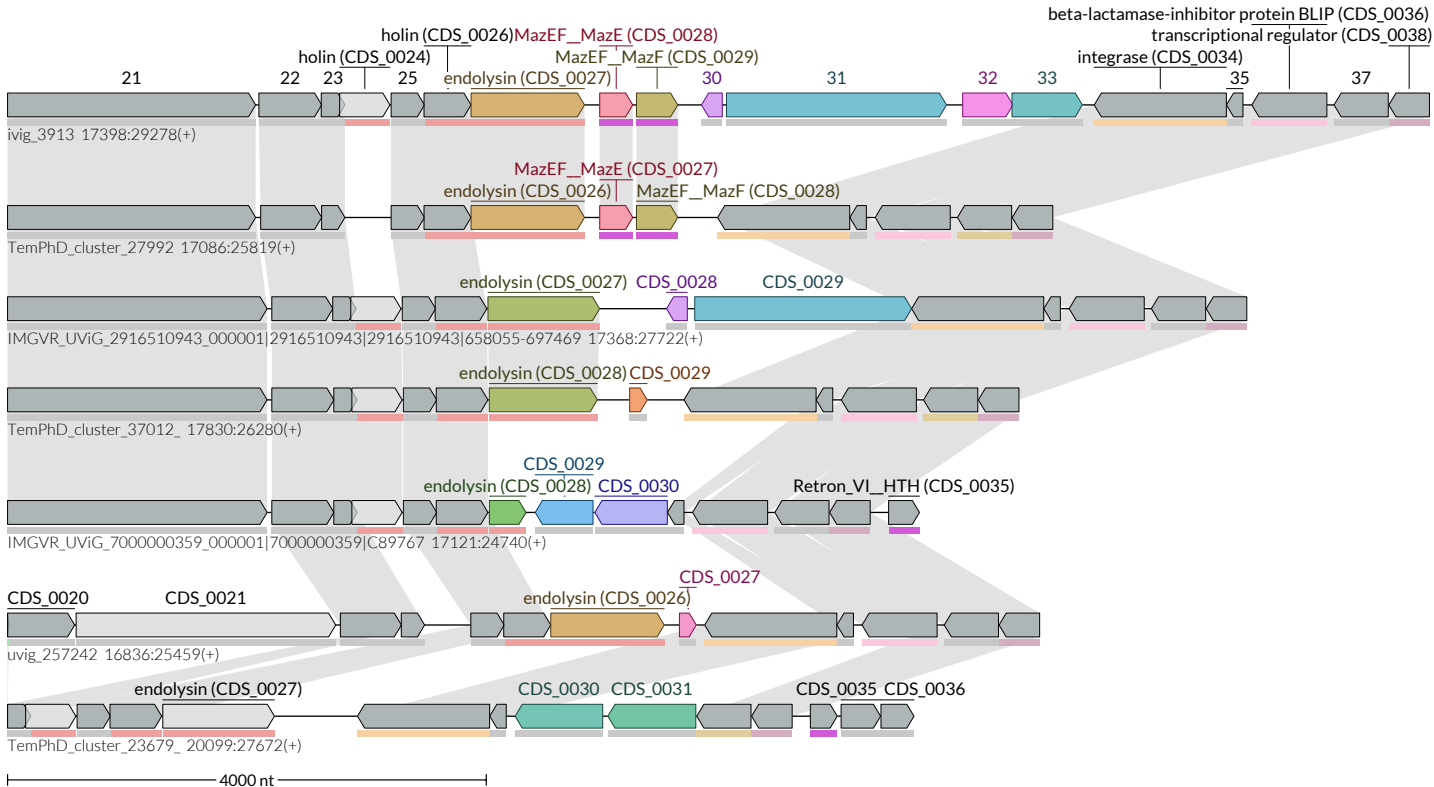 beta-lactamase-inhibitor protein BLIP (CDS_0036)
holin (CDS_0026) MazEF__MazE (CDS_0028) transcriptional regulator (CDS_0038)
holin (CDS_0024) MazEF__MazF (CDS_0029) integrase (CDS_0034)
21 22 23 25 endolysin (CDS_0027) 30 31 32 33 35 37
ivig_3913 17398:29278(+)
MazEF__MazE (CDS_0027)
endolysin (CDS_0026) MazEF__MazF (CDS_0028)
TemPhD_cluster_27992 17086:25819(+)
endolysin (CDS_0027) CDS_0028 CDS_0029
IMGVR_UViG_2916510943_000001|2916510943|2916510943|658055-697469 17368:27722(+)
endolysin (CDS_0028) CDS_0029
TemPhD_cluster_37012_ 17830:26280(+)
CDS_0029
endolysin (CDS_0028) CDS_0030 Retron_VI__HTH (CDS_0035)
IMGVR_UViG_7000000359_000001|7000000359|C89767 17121:24740(+)
CDS_0027
CDS_0020 CDS_0021 endolysin (CDS_0026)
uvig_257242 16836:25459(+)
endolysin (CDS_0027) CDS_0030 CDS_0031 CDS_0035 CDS_0036
TemPhD_cluster_23679_ 20099:27672(+)
4000 nt